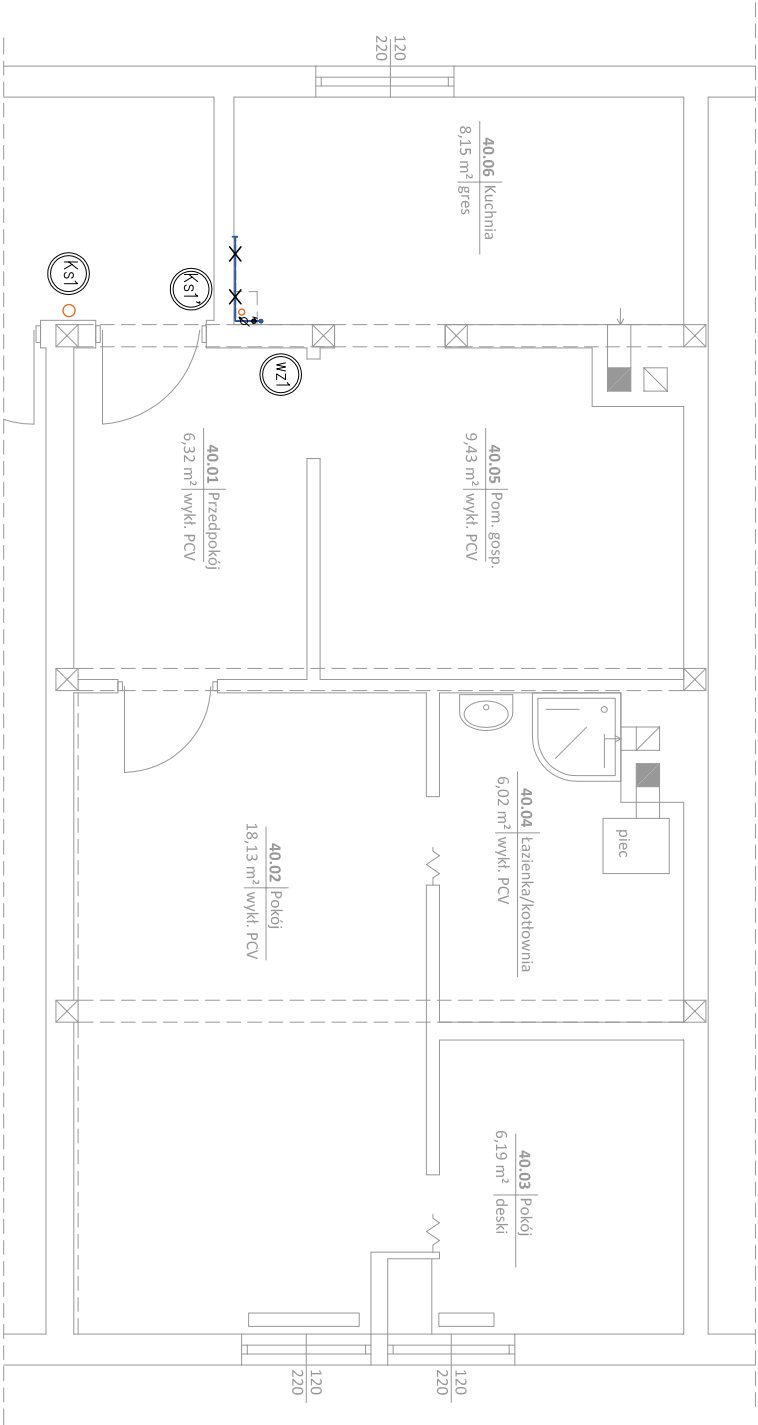 120
220
40.06 Kuchnia
8,15 m² gres
Ks1
Ks1'
wz1
40.01 Przedpokój
6,32 m² wykł. PCV
40.05 Pom. gosp.
9,43 m² wykł. PCV
40.04 Łazienka/kotłownia
6,02 m² wykł. PCV
piec
40.02 Pokój
18,13 m² wykł. PCV
40.03 Pokój
6,19 m² deski
120
220
120
220